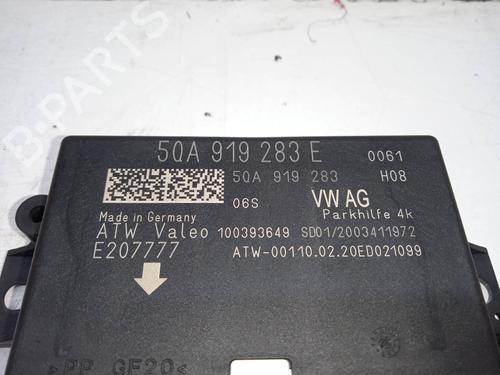 5QA 919 283 E
0061
5QA 919 283
H08
06S
VW AG
Parkhilfe 4k
Made in Germany
ATW Valeo 100393649 SD01/2003411972
E207777
ATW-00110.02.20ED021099
>PP GF20<
B-PARTS